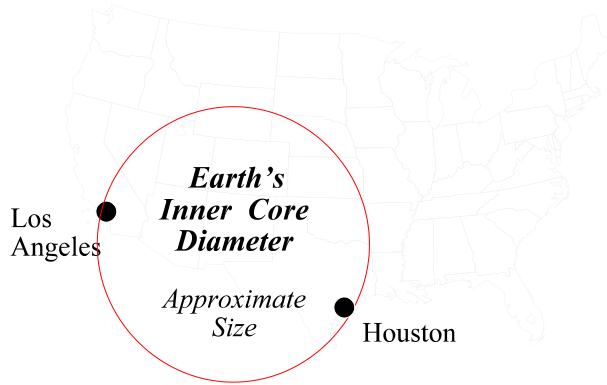 Earth's
Inner Core
Diameter
Los
Angeles
Approximate
Size
Houston